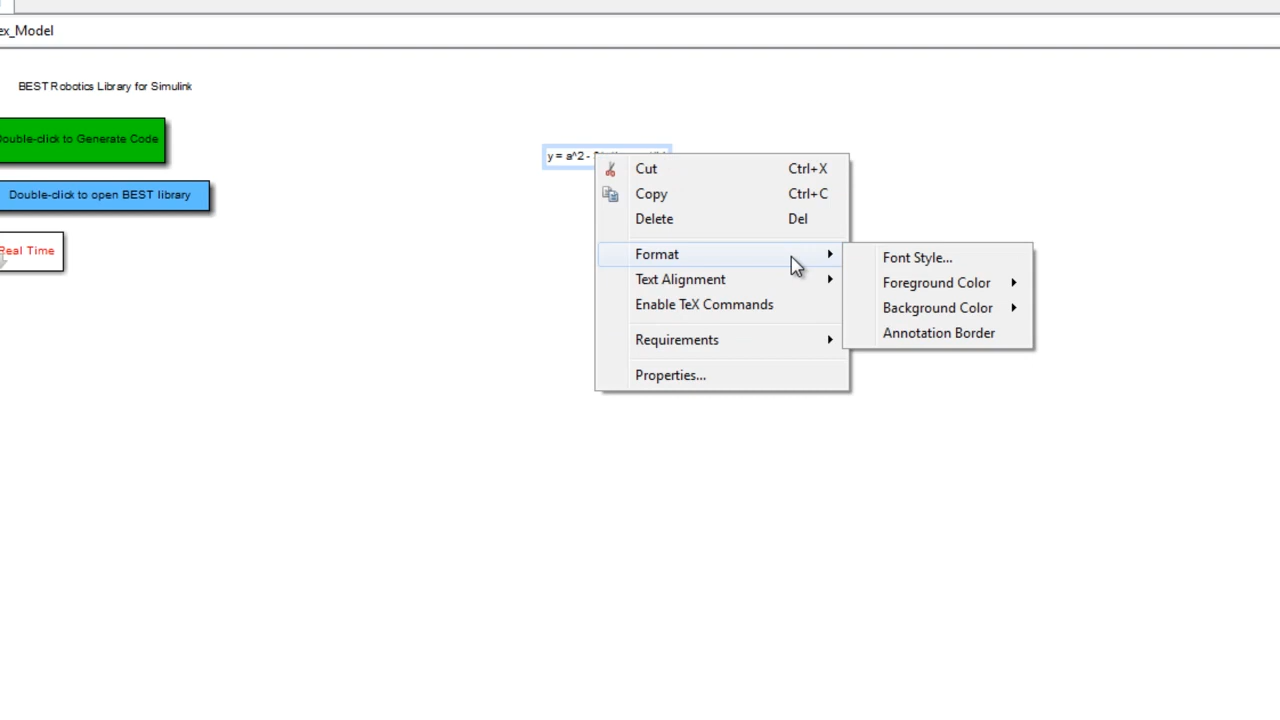 ex_Model
BEST Robotics Library for Simulink
Double-click to Generate Code
Double-click to open BEST library
Real Time
y = a^2 -
Cut Ctrl+X
Copy Ctrl+C
Delete Del
Format
Text Alignment
Enable TeX Commands
Requirements
Properties...
Font Style...
Foreground Color
Background Color
Annotation Border